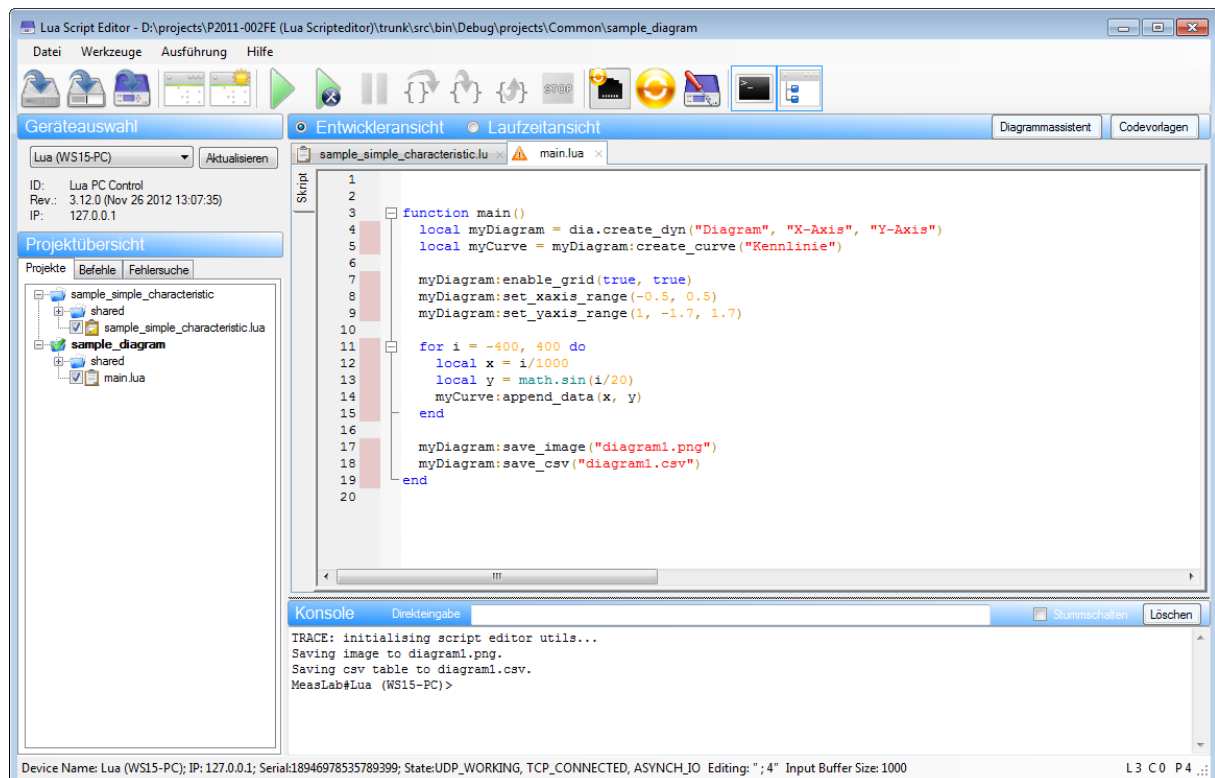 Lua Script Editor - D:\projects\P2011-002FE (Lua Scripteditor)\trunk\src\bin\Debug\projects\Common\sample_diagram
Datei Werkzeuge Ausführung Hilfe
STOP
Geräteauswahl
Entwickleransicht Laufzeitansicht Diagrammassistent Codevorlagen
Lua (WS15-PC) Aktualisieren
ID: Lua PC Control
Rev.: 3.12.0 (Nov 26 2012 13:07:35)
IP: 127.0.0.1
Projektübersicht
Projekte Befehle Fehlersuche
sample_simple_characteristic
shared
sample_simple_characteristic.lua
sample_diagram
shared
main.lua
sample_simple_characteristic.lu main.lua
Skript
1
2
3 function main()
4 local myDiagram = dia.create_dyn("Diagram", "X-Axis", "Y-Axis")
5 local myCurve = myDiagram:create_curve("Kennlinie")
6
7 myDiagram:enable_grid(true, true)
8 myDiagram:set_xaxis_range(-0.5, 0.5)
9 myDiagram:set_yaxis_range(1, -1.7, 1.7)
10
11 for i = -400, 400 do
12 local x = i/1000
13 local y = math.sin(i/20)
14 myCurve:append_data(x, y)
15 end
16
17 myDiagram:save_image("diagram1.png")
18 myDiagram:save_csv("diagram1.csv")
19 end
20
Konsole Direkteingabe Stummschalten Löschen
TRACE: initialising script editor utils...
Saving image to diagram1.png.
Saving csv table to diagram1.csv.
MeasLab#Lua (WS15-PC)>
Device Name: Lua (WS15-PC); IP: 127.0.0.1; Serial:18946978535789399; State:UDP_WORKING, TCP_CONNECTED, ASYNCH_IO Editing: " ; 4" Input Buffer Size: 1000 L 3 C 0 P 4